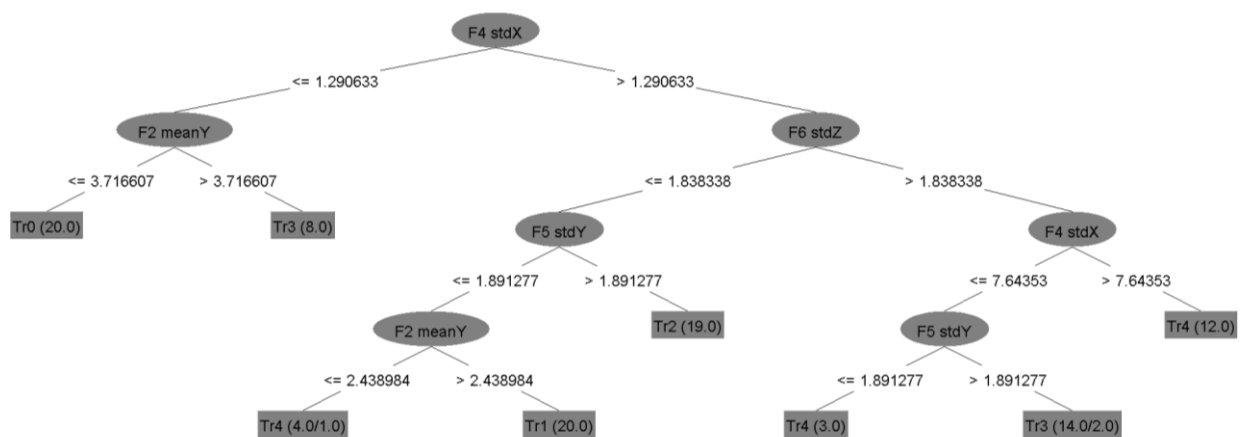 F4 stdX
<= 1.290633
> 1.290633
F2 meanY
F6 stdZ
<= 3.716607
> 3.716607
<= 1.838338
> 1.838338
Tr0 (20.0)
Tr3 (8.0)
F5 stdY
F4 stdX
<= 1.891277
> 1.891277
<= 7.64353
> 7.64353
F2 meanY
Tr2 (19.0)
F5 stdY
Tr4 (12.0)
<= 2.438984
> 2.438984
<= 1.891277
> 1.891277
Tr4 (4.0/1.0)
Tr1 (20.0)
Tr4 (3.0)
Tr3 (14.0/2.0)